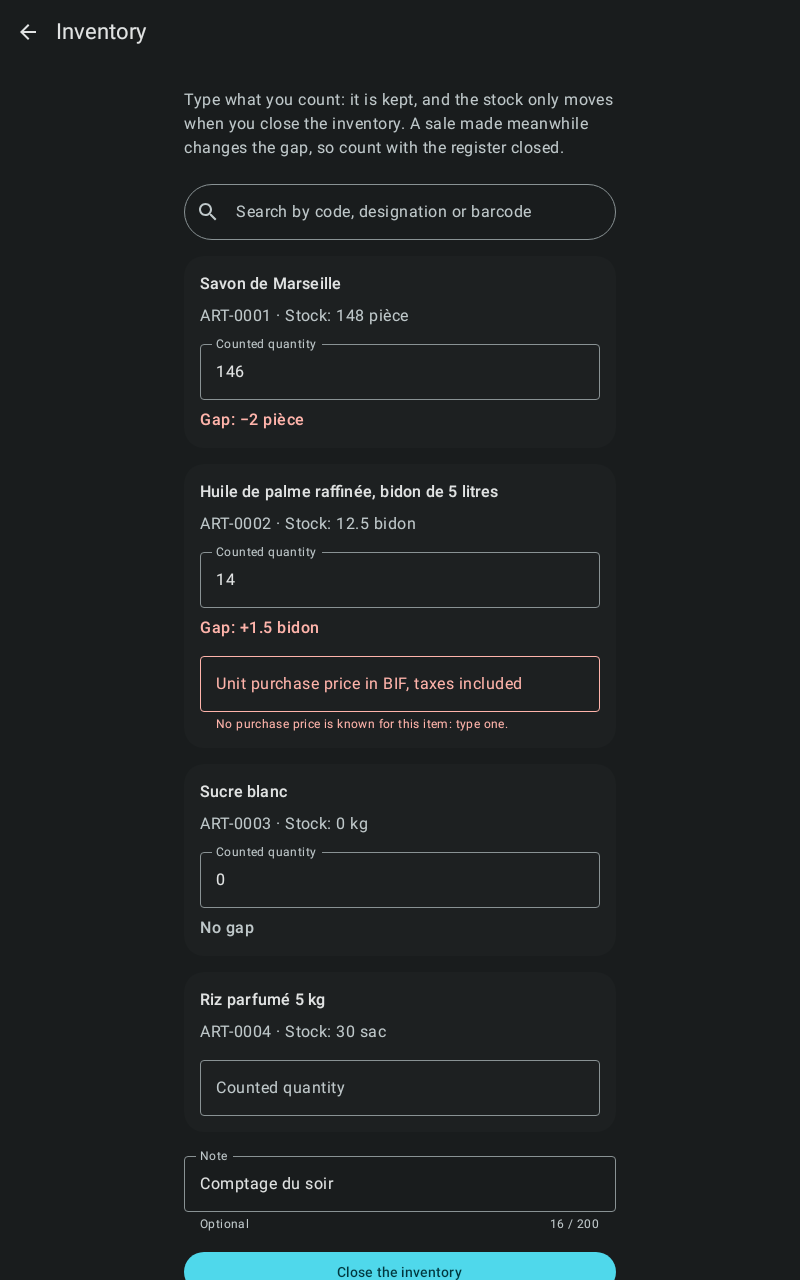 Inventory
Type what you count: it is kept, and the stock only moves
when you close the inventory. A sale made meanwhile
changes the gap, so count with the register closed.
Search by code, designation or barcode
Savon de Marseille
ART-0001 · Stock: 148 pièce
Counted quantity
146
Gap: −2 pièce
Huile de palme raffinée, bidon de 5 litres
ART-0002 · Stock: 12.5 bidon
Counted quantity
14
Gap: +1.5 bidon
Unit purchase price in BIF, taxes included
No purchase price is known for this item: type one.
Sucre blanc
ART-0003 · Stock: 0 kg
Counted quantity
0
No gap
Riz parfumé 5 kg
ART-0004 · Stock: 30 sac
Counted quantity
Note
Comptage du soir
Optional 16 / 200
Close the inventory